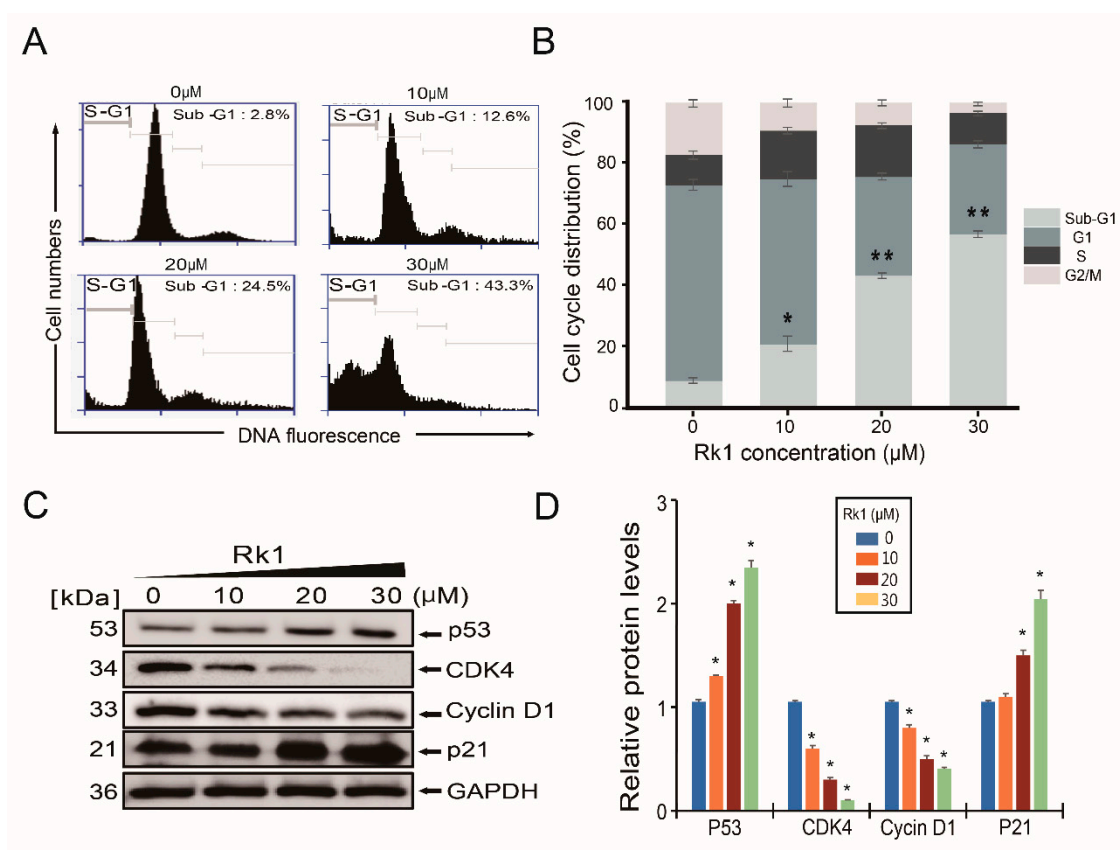 A
0μM
S-G1 Sub-G1 : 2.8%
10μM
S-G1 Sub-G1 : 12.6%
20μM
S-G1 Sub-G1 : 24.5%
30μM
S-G1 Sub-G1 : 43.3%
Cell numbers
DNA fluorescence
B
100
80
60
40
20
0
Cell cycle distribution (%)
*
**
**
0 10 20 30
Rk1 concentration (μM)
Sub-G1
G1
S
G2/M
C
Rk1
[kDa] 0 10 20 30 (μM)
53 p53
34 CDK4
33 Cyclin D1
21 p21
36 GAPDH
D
3
2
1
0
Relative protein levels
Rk1 (μM)
0
10
20
30
* * *
* * *
* * *
* *
P53 CDK4 Cycin D1 P21